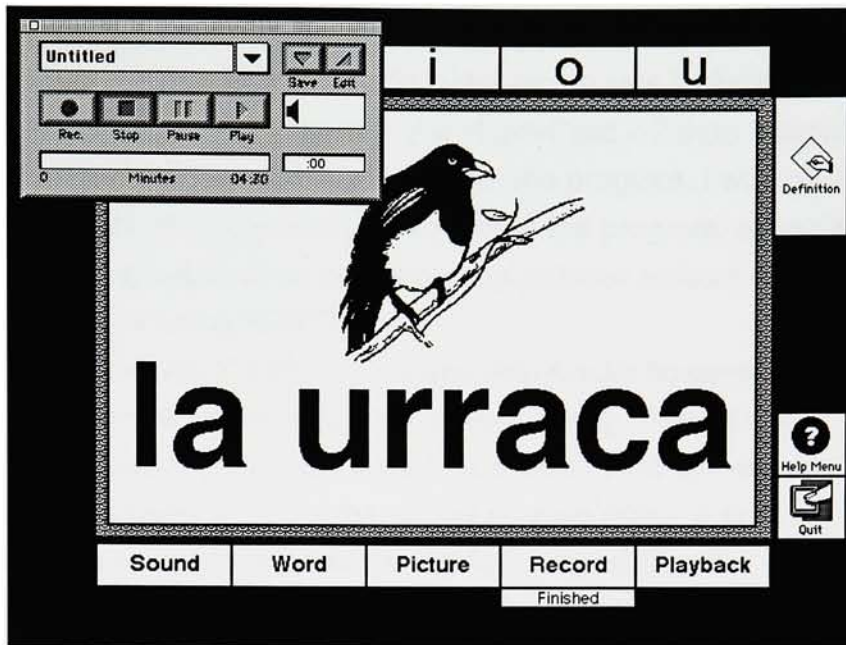 Untitled
Save Edit
Rec. Stop Pause Play
:00
0 Minutes 04:30
i o u
Definition
la urraca
Help Menu
Quit
Sound Word Picture Record Playback
Finished